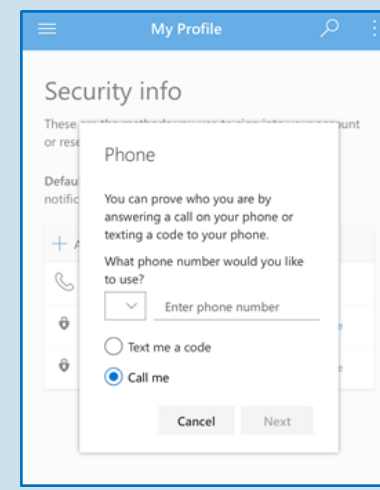 My Profile
Security info
These
or rese
Phone
Defau
notific
You can prove who you are by
answering a call on your phone or
texting a code to your phone.
What phone number would you like
to use?
Enter phone number
Text me a code
Call me
Cancel
Next